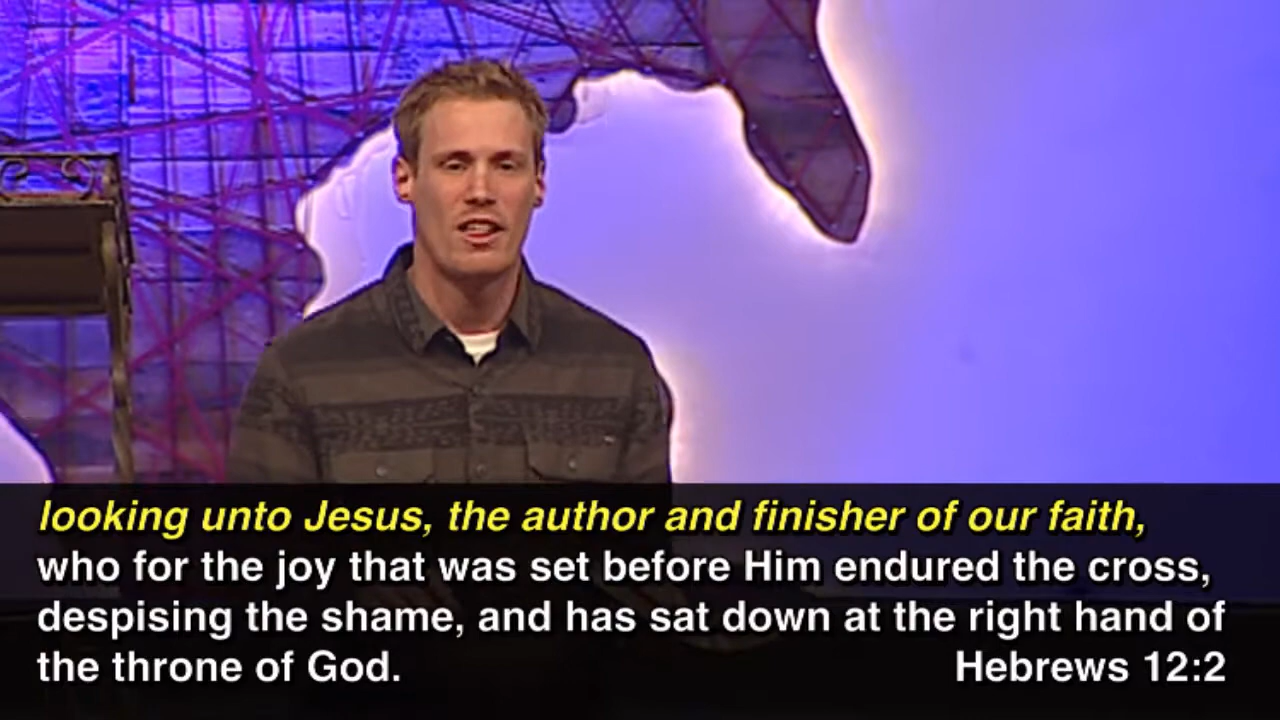 looking unto Jesus, the author and finisher of our faith,
who for the joy that was set before Him endured the cross,
despising the shame, and has sat down at the right hand of
the throne of God. Hebrews 12:2